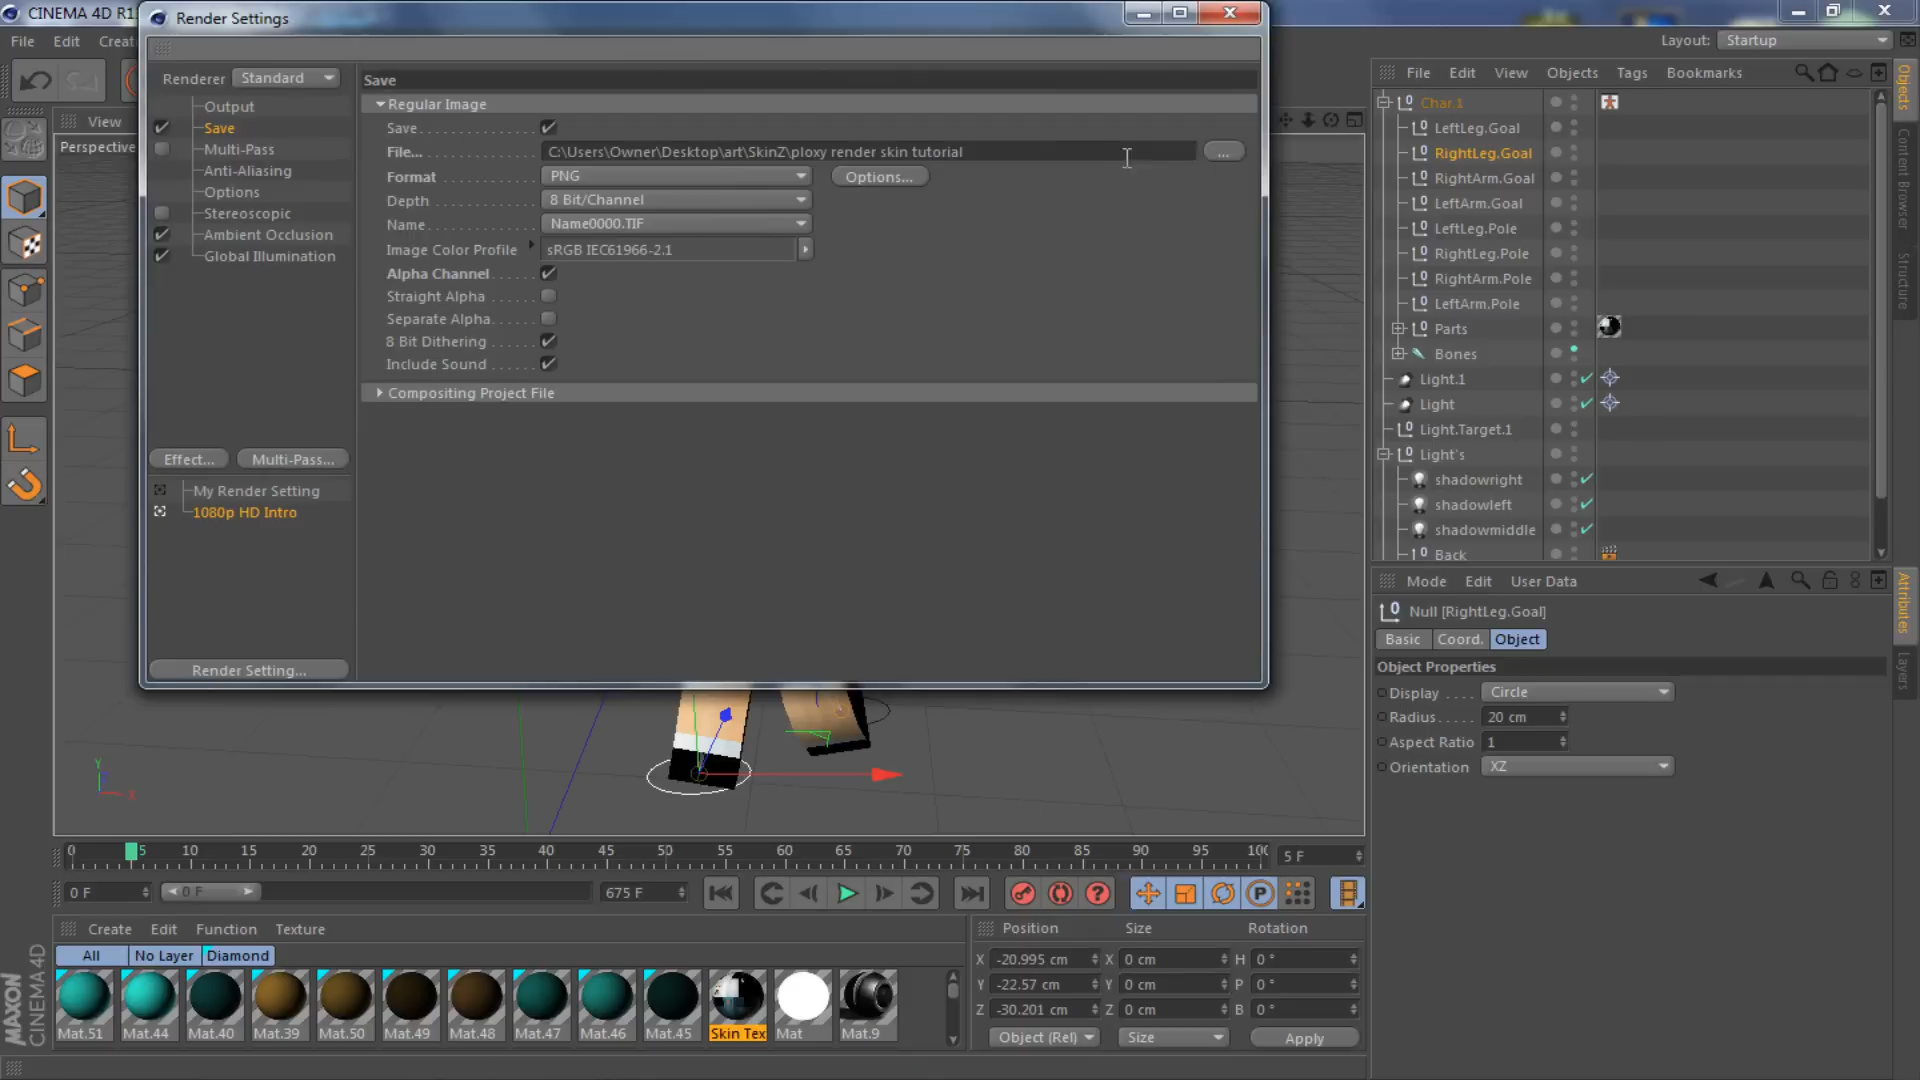 CINEMA 4D R1
Render Settings
File Edit Creat
Layout: Startup
Renderer Standard
Output
Save
Multi-Pass
Anti-Aliasing
Options
Stereoscopic
Ambient Occlusion
Global Illumination
Effect... Multi-Pass...
My Render Setting
1080p HD Intro
Render Setting...
Save
Regular Image
Save
File... C:\Users\Owner\Desktop\art\SkinZ\ploxy render skin tutorial ...
Format PNG Options...
Depth 8 Bit/Channel
Name Name0000.TIF
Image Color Profile sRGB IEC61966-2.1
Alpha Channel
Straight Alpha
Separate Alpha
8 Bit Dithering
Include Sound
Compositing Project File
View
Perspective
File Edit View Objects Tags Bookmarks
Char.1
LeftLeg.Goal
RightLeg.Goal
RightArm.Goal
LeftArm.Goal
LeftLeg.Pole
RightLeg.Pole
RightArm.Pole
LeftArm.Pole
Parts
Bones
Light.1
Light
Light.Target.1
Light's
shadowright
shadowleft
shadowmiddle
Back
Objects
Content Browser
Structure
Mode Edit User Data
Null [RightLeg.Goal]
Basic Coord. Object
Object Properties
Display Circle
Radius 20 cm
Aspect Ratio 1
Orientation XZ
Attributes
Layers
Y
X
0 5 10 15 20 25 30 35 40 45 50 55 60 65 70 75 80 85 90 95 100 5 F
0 F 0 F 675 F
Create Edit Function Texture
All No Layer Diamond
Mat.51 Mat.44 Mat.40 Mat.39 Mat.50 Mat.49 Mat.48 Mat.47 Mat.46 Mat.45 Skin Tex Mat Mat.9
Position Size Rotation
X -20.995 cm X 0 cm H 0 °
Y -22.57 cm Y 0 cm P 0 °
Z -30.201 cm Z 0 cm B 0 °
Object (Rel) Size Apply
MAXON
CINEMA 4D